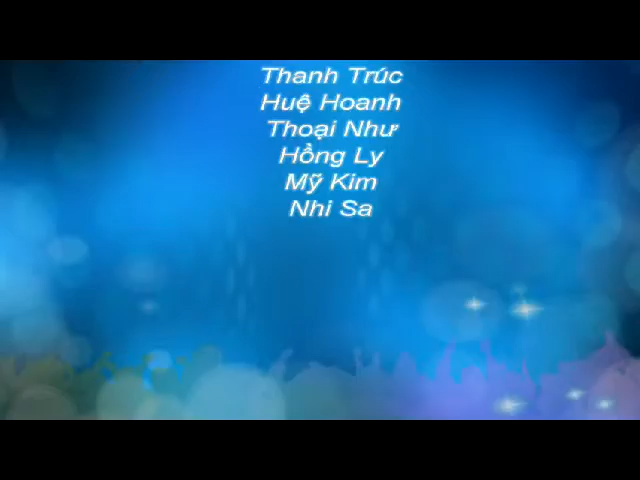 Thanh Trúc
Huệ Hoanh
Thoại Như
Hồng Ly
Mỹ Kim
Nhi Sa